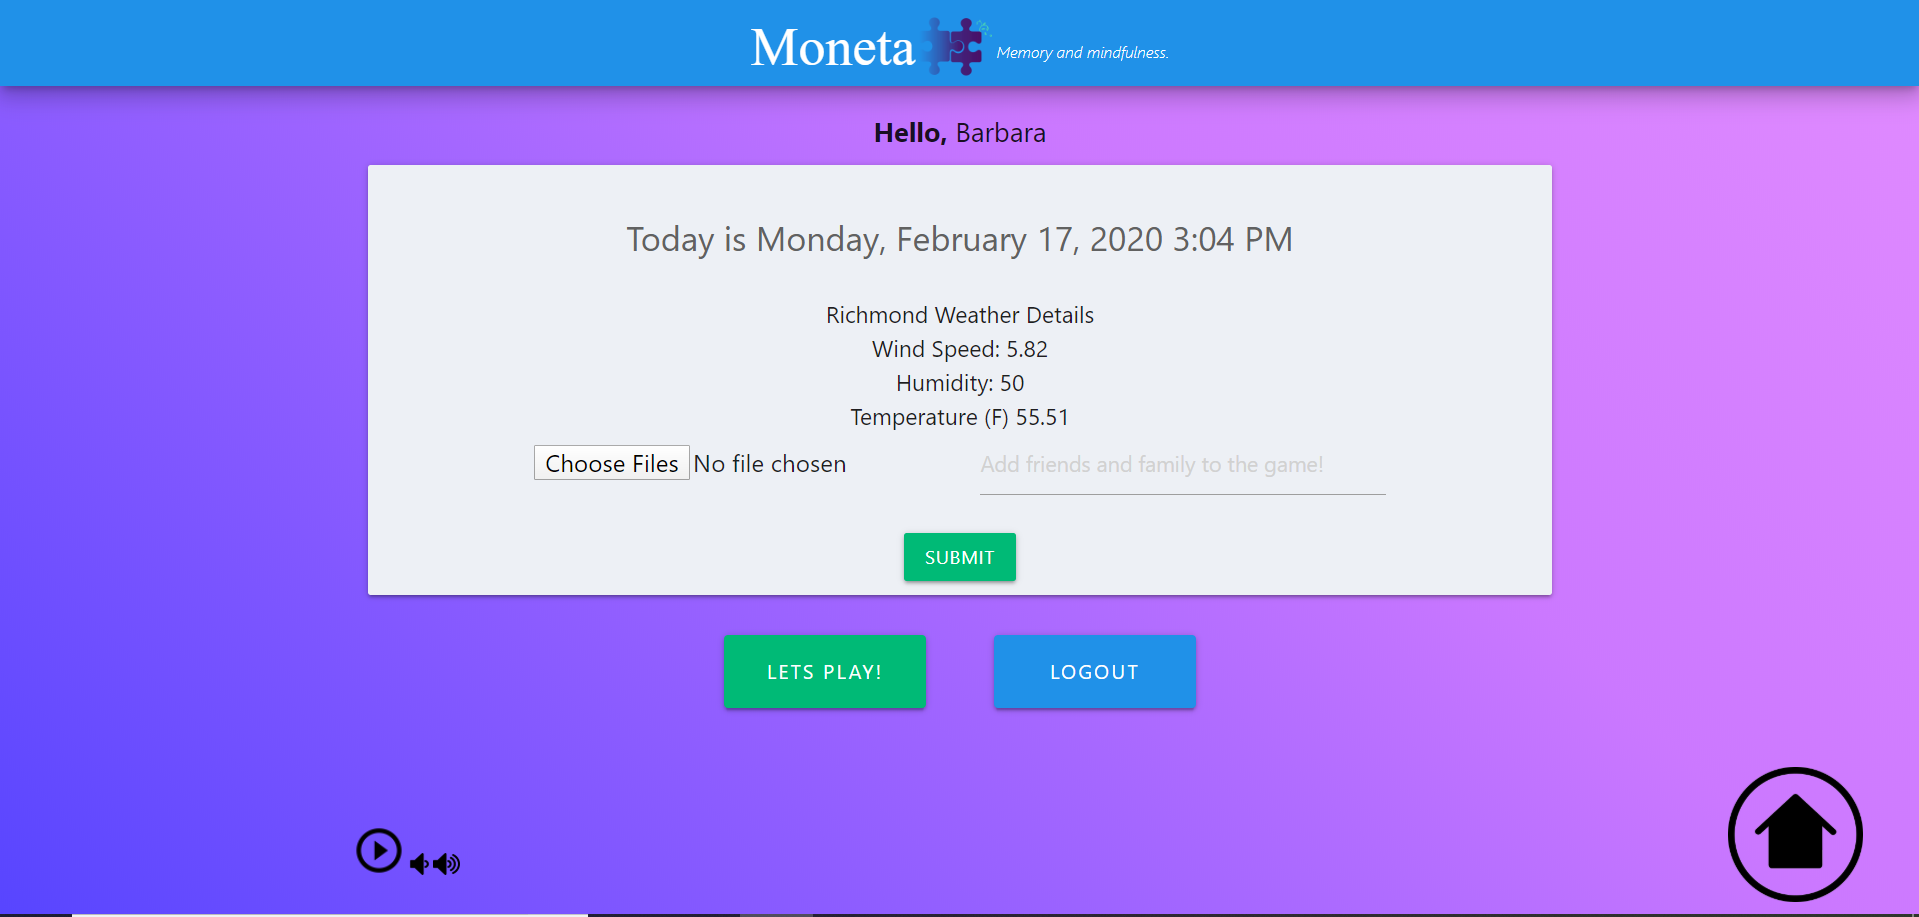 Moneta Memory and mindfulness.
Hello, Barbara
Today is Monday, February 17, 2020 3:04 PM
Richmond Weather Details
Wind Speed: 5.82
Humidity: 50
Temperature (F) 55.51
Choose Files No file chosen Add friends and family to the game!
SUBMIT
LETS PLAY! LOGOUT